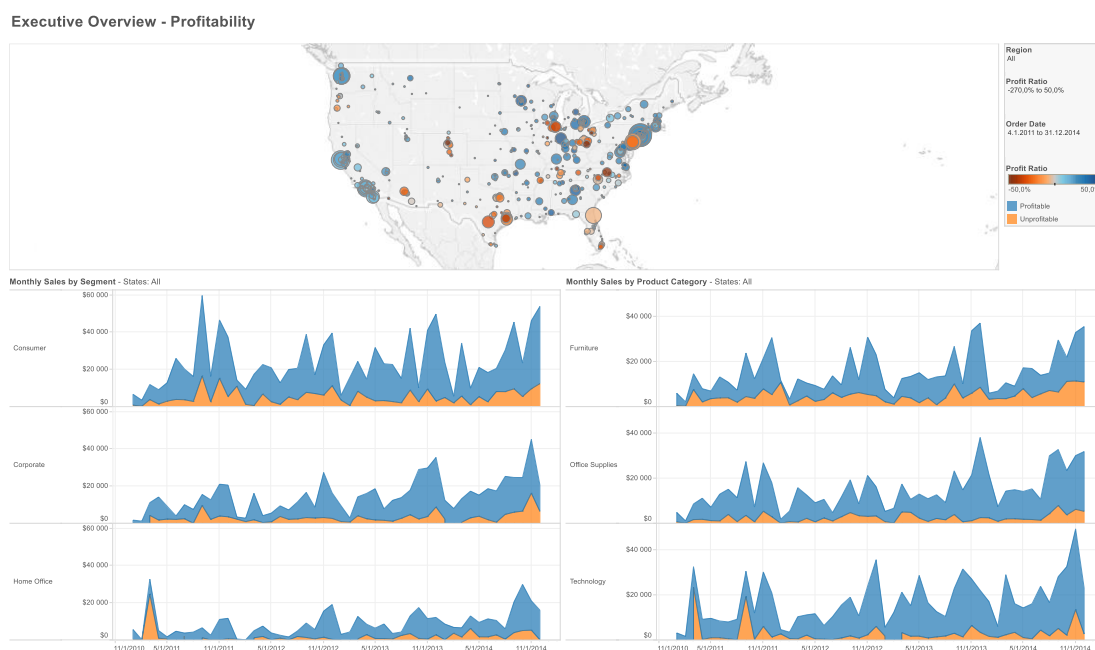 Executive Overview - Profitability
Region
All
Profit Ratio
-270,0% to 50,0%
Order Date
4.1.2011 to 31.12.2014
Profit Ratio
-50,0% 50,0
Profitable
Unprofitable
Monthly Sales by Segment - States: All
$60 000
$40 000
Consumer
$20 000
$0
$60 000
$40 000
Corporate
$20 000
$0
$60 000
$40 000
Home Office
$20 000
$0
11/1/2010 5/1/2011 11/1/2011 5/1/2012 11/1/2012 5/1/2013 11/1/2013 5/1/2014 11/1/2014
Monthly Sales by Product Category - States: All
$40 000
Furniture
$20 000
$0
$40 000
Office Supplies
$20 000
$0
$40 000
Technology
$20 000
$0
11/1/2010 5/1/2011 11/1/2011 5/1/2012 11/1/2012 5/1/2013 11/1/2013 5/1/2014 11/1/2014